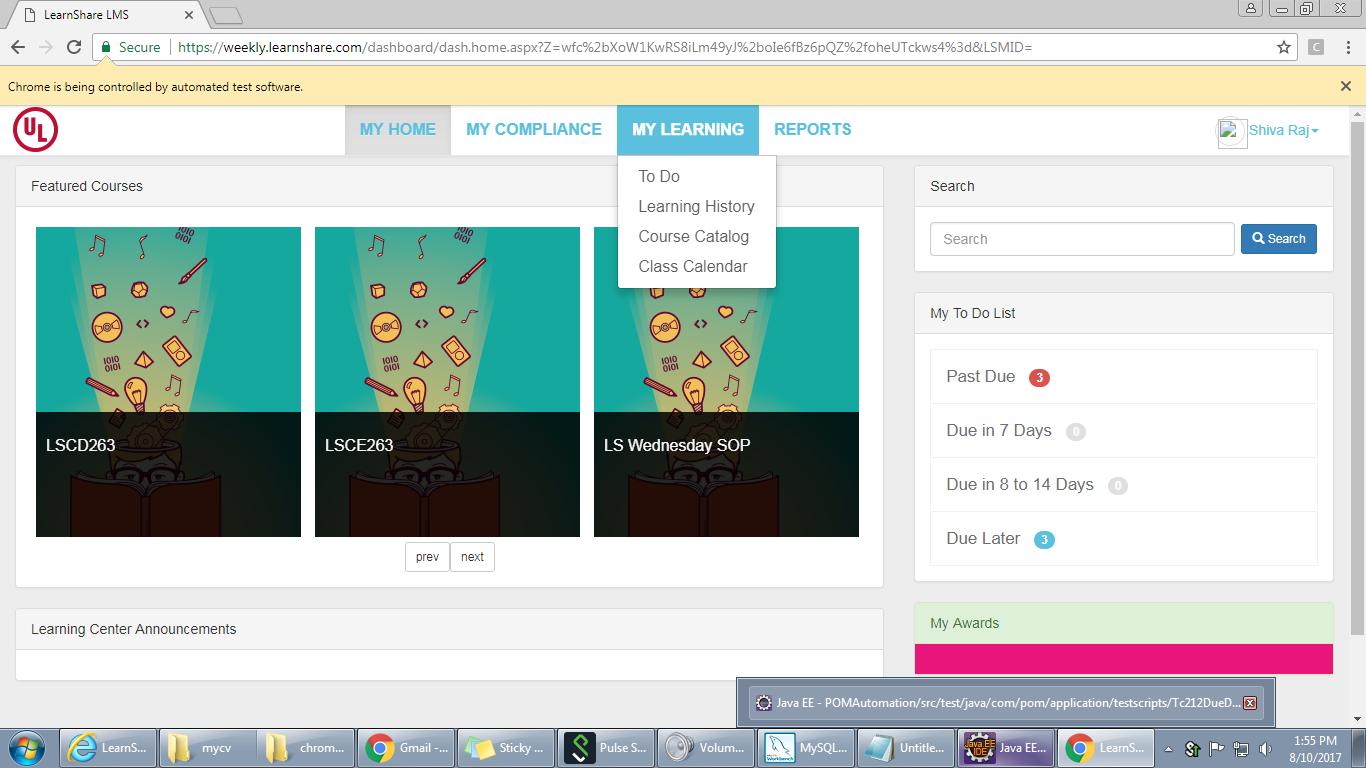 LearnShare LMS
Secure
https://weekly.learnshare.com/dashboard/dash.home.aspx?Z=wfc%2bXoW1KwRS8iLm49yJ%2boIe6fBz6pQZ%2foheUTckws4%3d&LSMID=
C
Chrome is being controlled by automated test software.
UL
MY HOME
MY COMPLIANCE
MY LEARNING
REPORTS
Shiva Raj
To Do
Learning History
Course Catalog
Class Calendar
Featured Courses
LSCD263
LSCE263
LS Wednesday SOP
prev
next
Learning Center Announcements
Search
Search
Search
My To Do List
Past Due 3
Due in 7 Days 0
Due in 8 to 14 Days 0
Due Later 3
My Awards
Java EE - POMAutomation/src/test/java/com/pom/application/testscripts/Tc212DueD...
LearnS...
mycv
chrom...
Gmail -...
Sticky ...
Pulse S...
Volum...
MySQL...
Untitle...
Java EE...
LearnS...
1:55 PM
8/10/2017